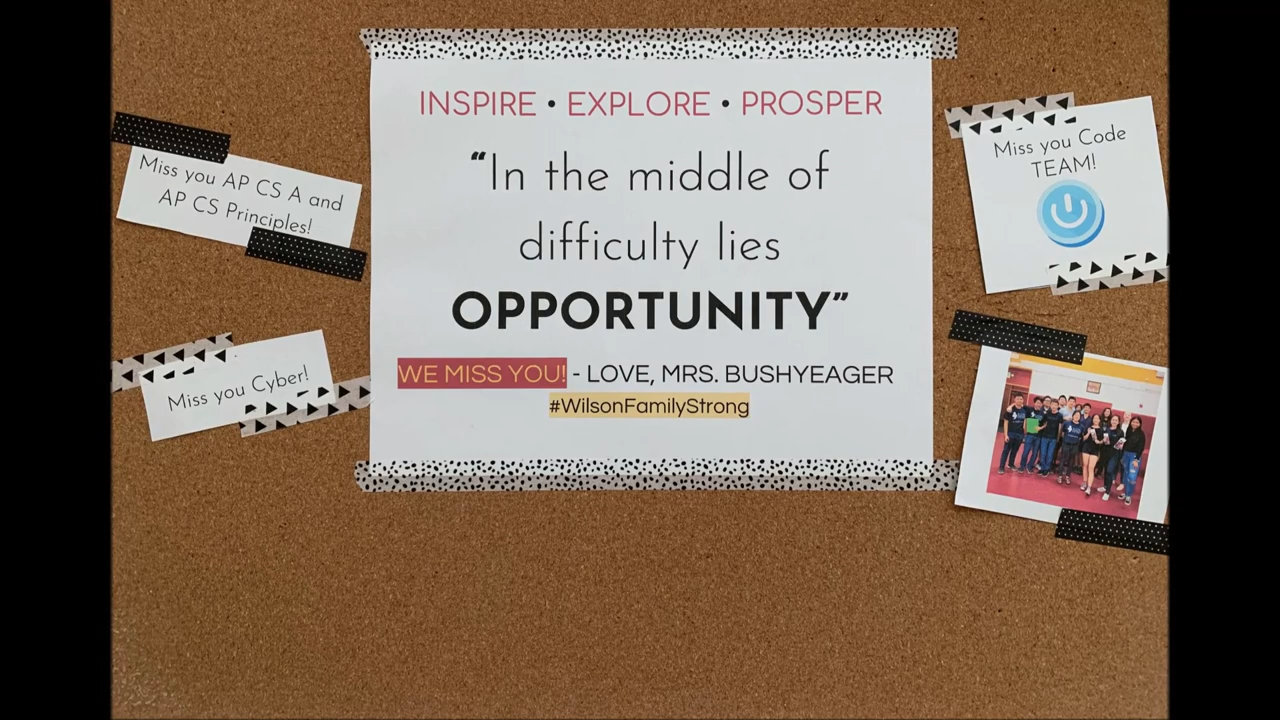 INSPIRE • EXPLORE • PROSPER
“In the middle of
difficulty lies
OPPORTUNITY”
WE MISS YOU! - LOVE, MRS. BUSHYEAGER
#WilsonFamilyStrong
Miss you AP CS A and
AP CS Principles!
Miss you Cyber!
Miss you Code
TEAM!